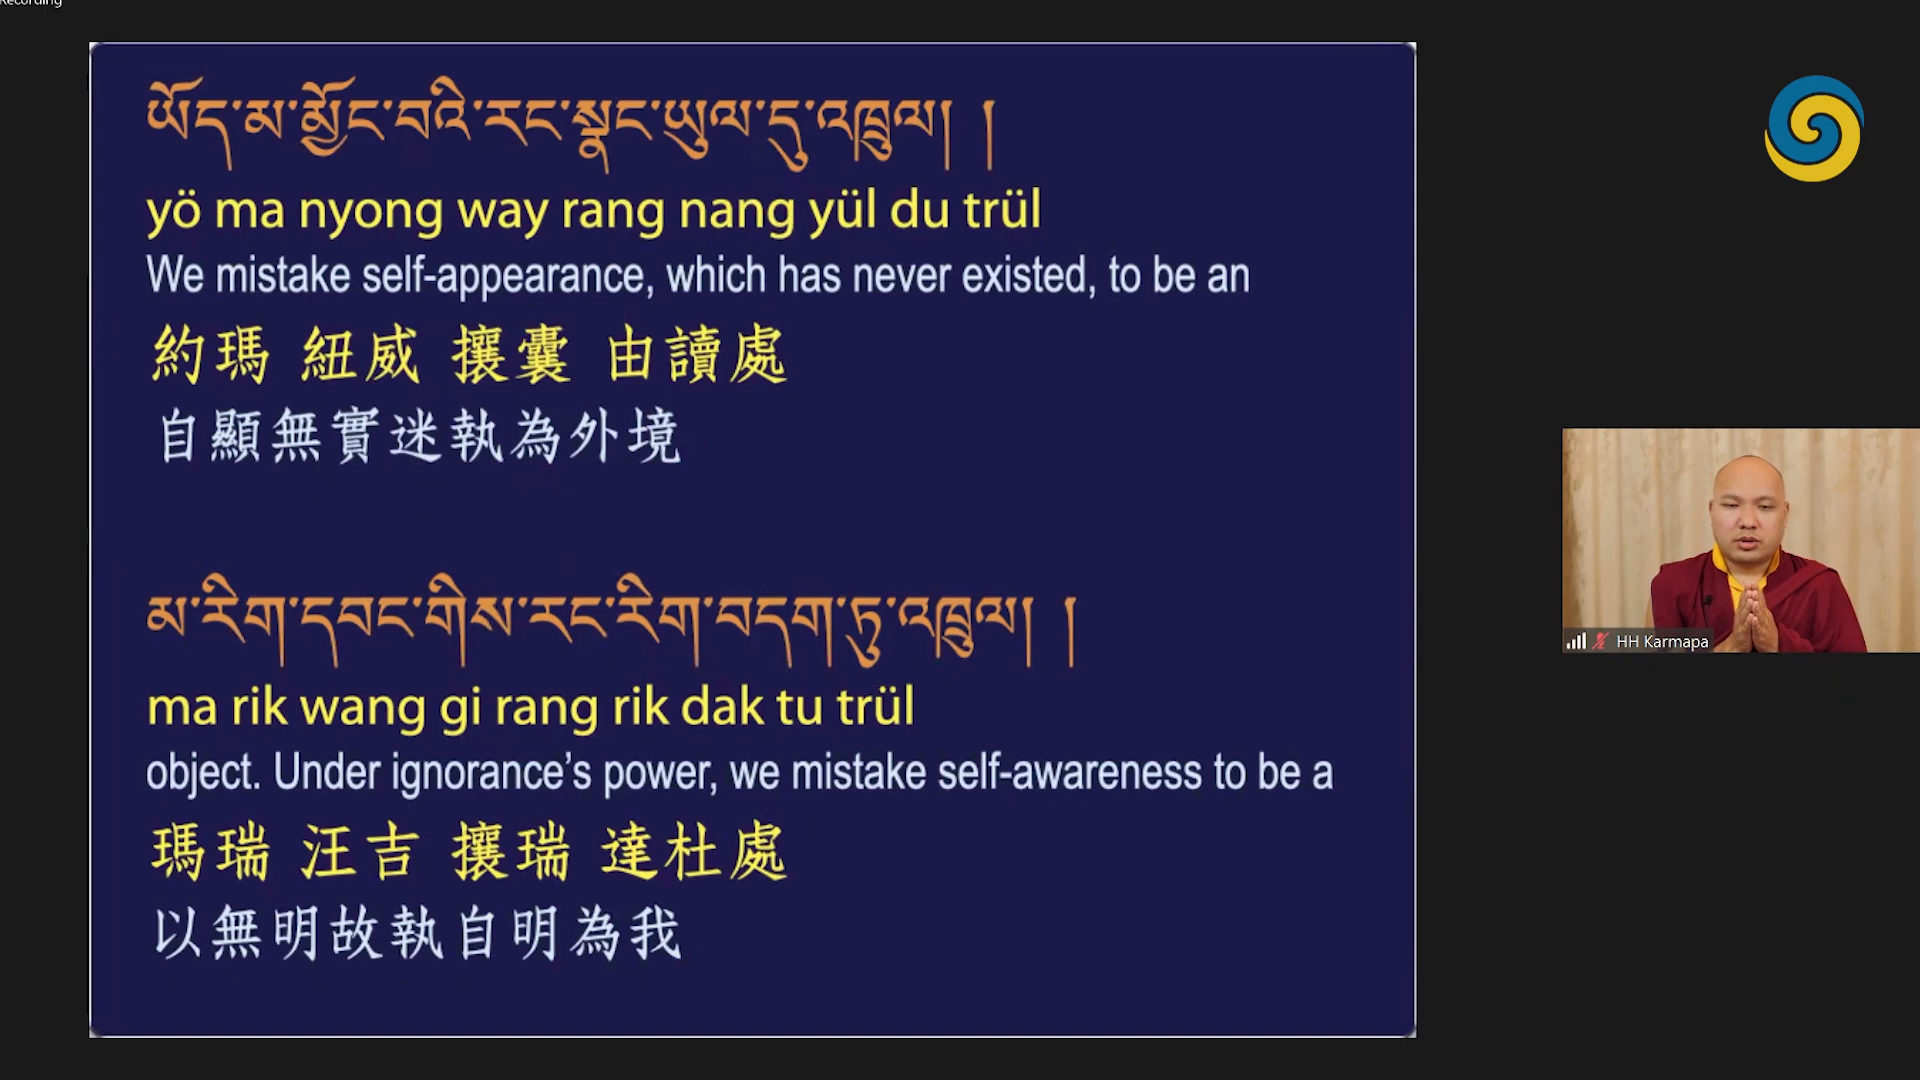 Recording
ཡོད་མ་མྱོང་བའི་རང་སྣང་ཡུལ་དུ་འཁྲུལ། །
yö ma nyong way rang nang yül du trül
We mistake self-appearance, which has never existed, to be an
約瑪 紐威 攘囊 由讀處
自顯無實迷執為外境
མ་རིག་དབང་གིས་རང་རིག་བདག་ཏུ་འཁྲུལ། །
ma rik wang gi rang rik dak tu trül
object. Under ignorance’s power, we mistake self-awareness to be a
瑪瑞 汪吉 攘瑞 達杜處
以無明故執自明為我
HH Karmapa